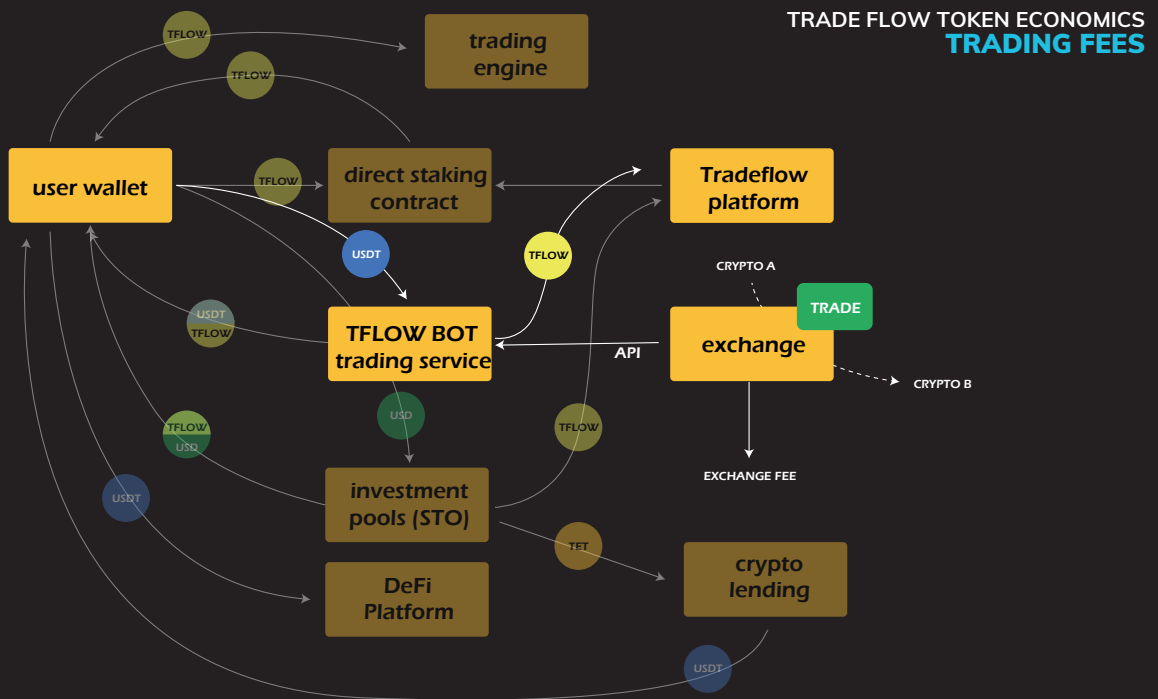 TRADE FLOW TOKEN ECONOMICS
TRADING FEES
TFLOW
trading
engine
TFLOW
user wallet
TFLOW
direct staking
contract
Tradeflow
platform
USDT
TFLOW
CRYPTO A
TRADE
USDT
TFLOW
TFLOW BOT
trading service
API
exchange
CRYPTO B
USD
TFLOW
USD
TFLOW
EXCHANGE FEE
USDT
investment
pools (STO)
TFT
crypto
lending
DeFi
Platform
USDT